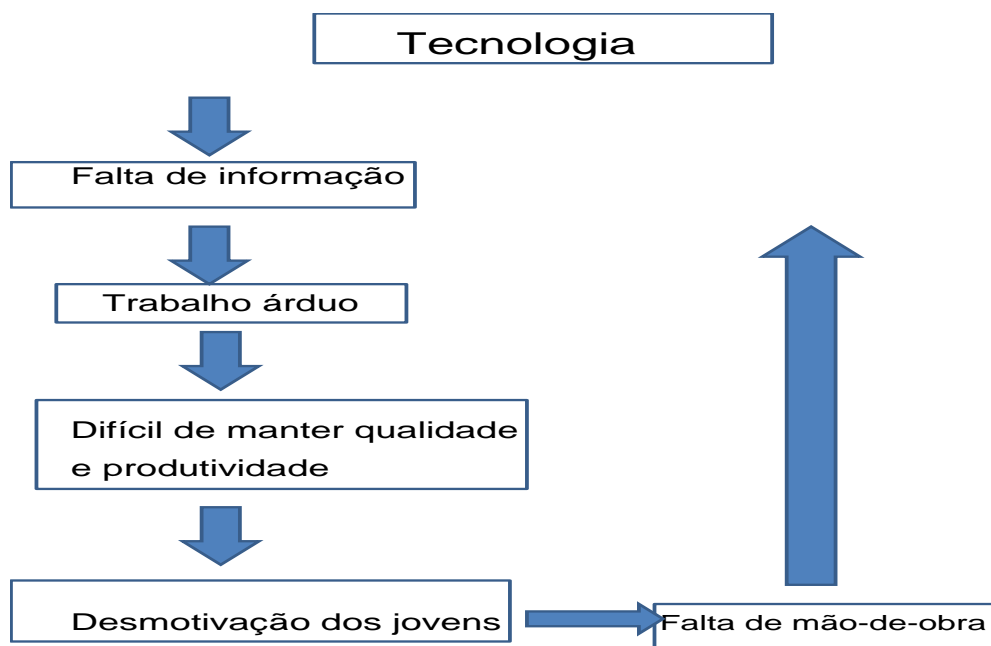 Tecnologia
Falta de informação
Trabalho árduo
Difícil de manter qualidade
e produtividade
Desmotivação dos jovens
Falta de mão-de-obra